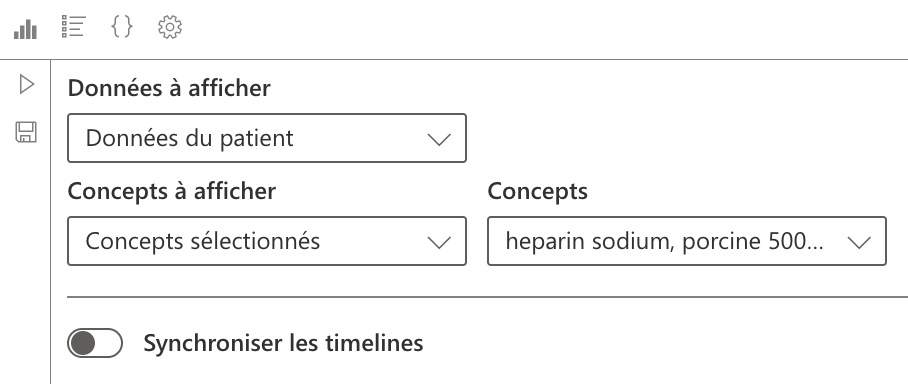 Données à afficher
Données du patient
Concepts à afficher
Concepts
Concepts sélectionnés
heparin sodium, porcine 500...
Synchroniser les timelines